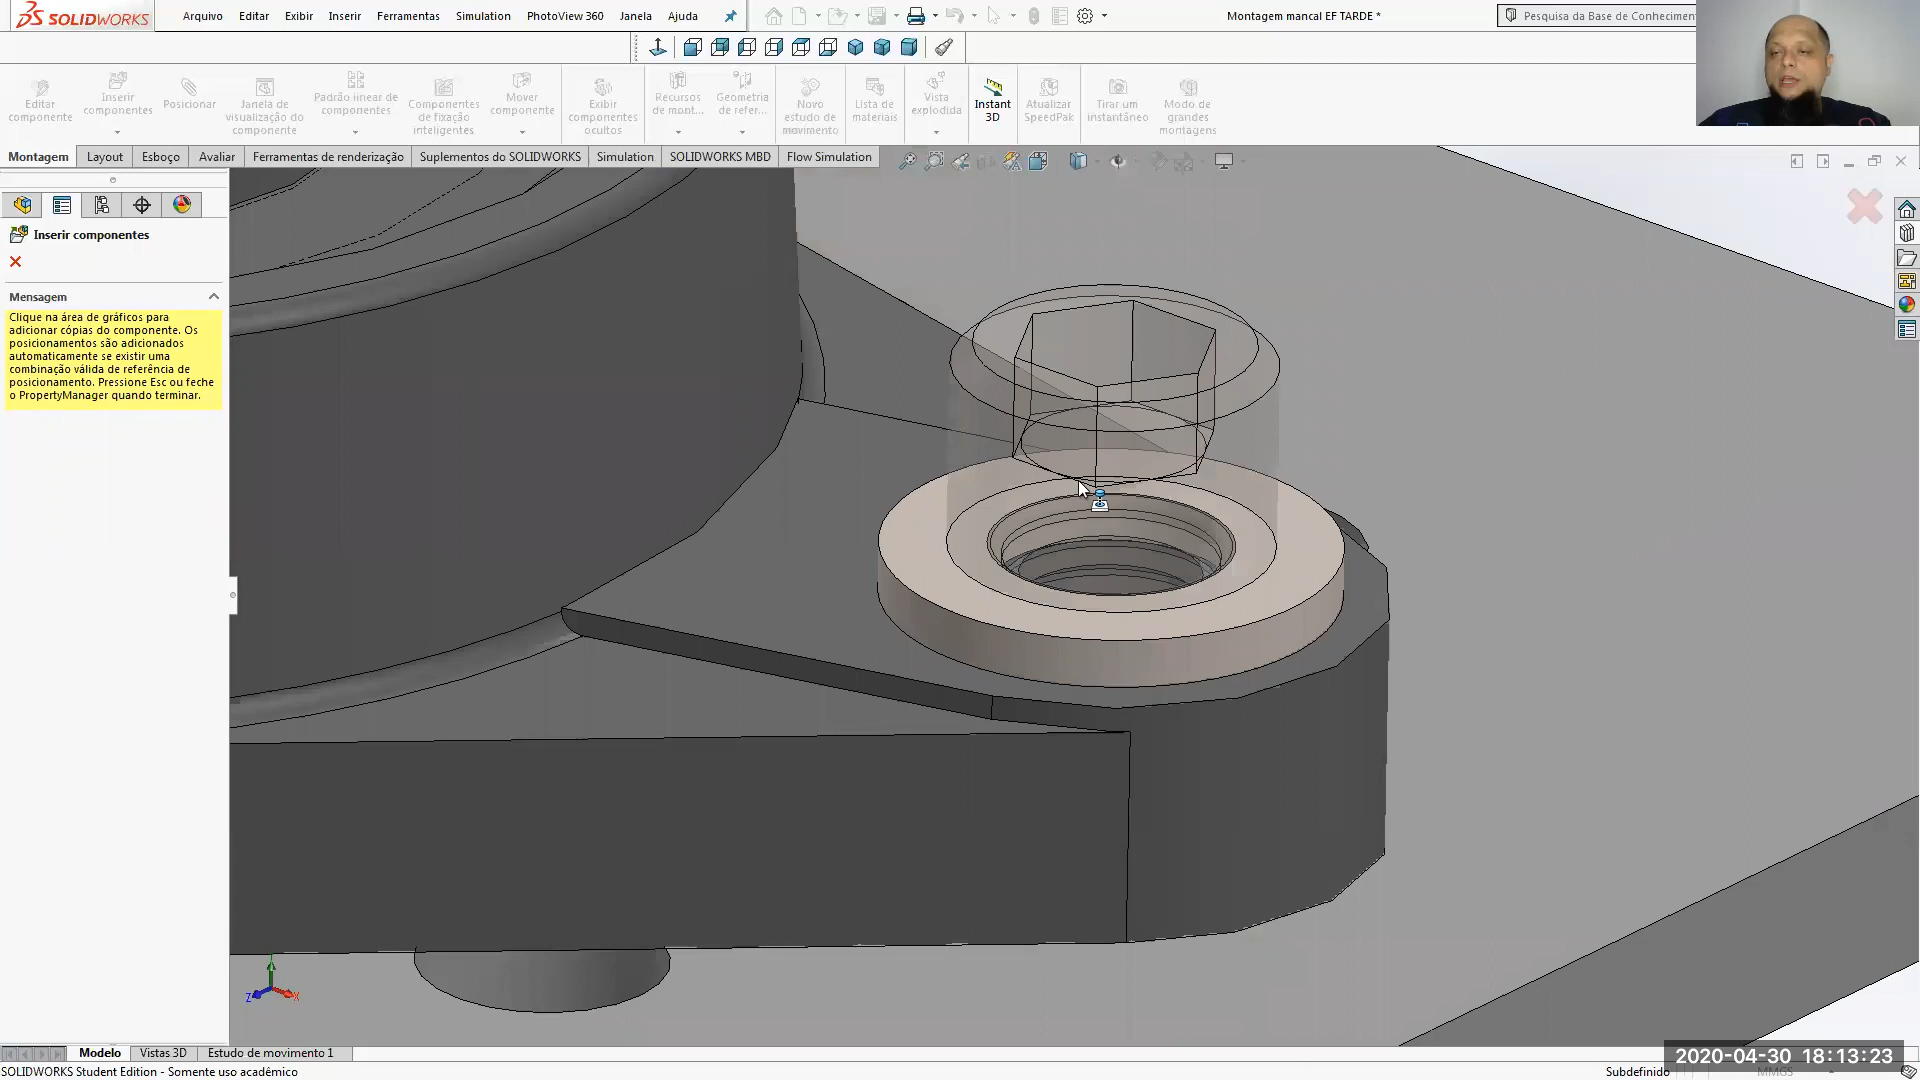 SOLIDWORKS
Arquivo Editar Exibir Inserir Ferramentas Simulation PhotoView 360 Janela Ajuda
Montagem mancal EF TARDE *
Pesquisa da Base de Conheciment
Editar componente
Inserir componentes
Posicionar
Janela de visualização do componente
Padrão linear de componentes
Componentes de fixação inteligentes
Mover componente
Exibir componentes ocultos
Recursos de mont...
Geometria de refer...
Novo estudo de movimento
Lista de materiais
Vista explodida
Instant 3D
Atualizar SpeedPak
Tirar um instantâneo
Modo de grandes montagens
Montagem Layout Esboço Avaliar Ferramentas de renderização Suplementos do SOLIDWORKS Simulation SOLIDWORKS MBD Flow Simulation
Inserir componentes
Mensagem
Clique na área de gráficos para
adicionar cópias do componente. Os
posicionamentos são adicionados
automaticamente se existir uma
combinação válida de referência de
posicionamento. Pressione Esc ou feche
o PropertyManager quando terminar.
Z X
Modelo Vistas 3D Estudo de movimento 1
2020-04-30 18:13:23
SOLIDWORKS Student Edition - Somente uso acadêmico
Subdefinido MMGS